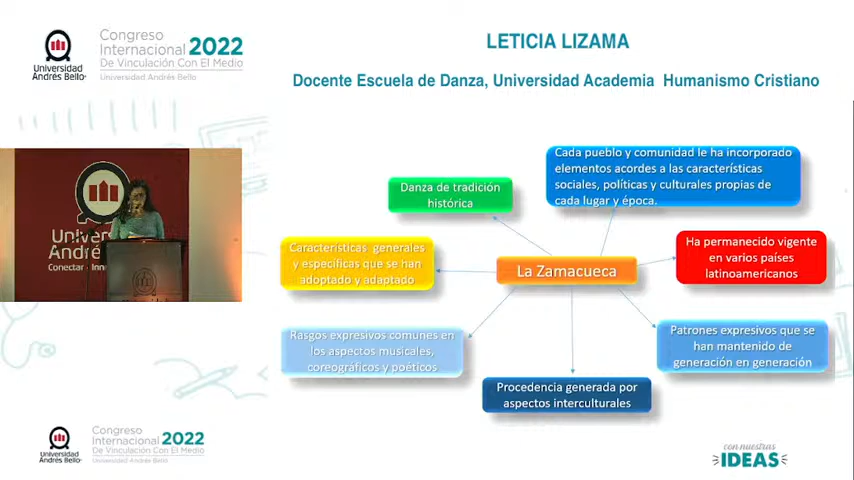 Universidad
Andrés Bello
Congreso
Internacional 2022
De Vinculación Con El Medio
Universidad Andrés Bello
LETICIA LIZAMA
Docente Escuela de Danza, Universidad Academia Humanismo Cristiano
Cada pueblo y comunidad le ha incorporado
elementos acordes a las características
sociales, políticas y culturales propias de
cada lugar y época.
Danza de tradición
histórica
Características generales
y especificas que se han
adoptado y adaptado
La Zamacueca
Ha permanecido vigente
en varios países
latinoamericanos
Rasgos expresivos comunes en
los aspectos musicales,
coreográficos y poéticos
Patrones expresivos que se
han mantenido de
generación en generación
Procedencia generada por
aspectos interculturales
Conectar
Universidad
Andrés Bello
Congreso
Internacional 2022
De Vinculación Con El Medio
Universidad Andrés Bello
con nuestras
IDEAS